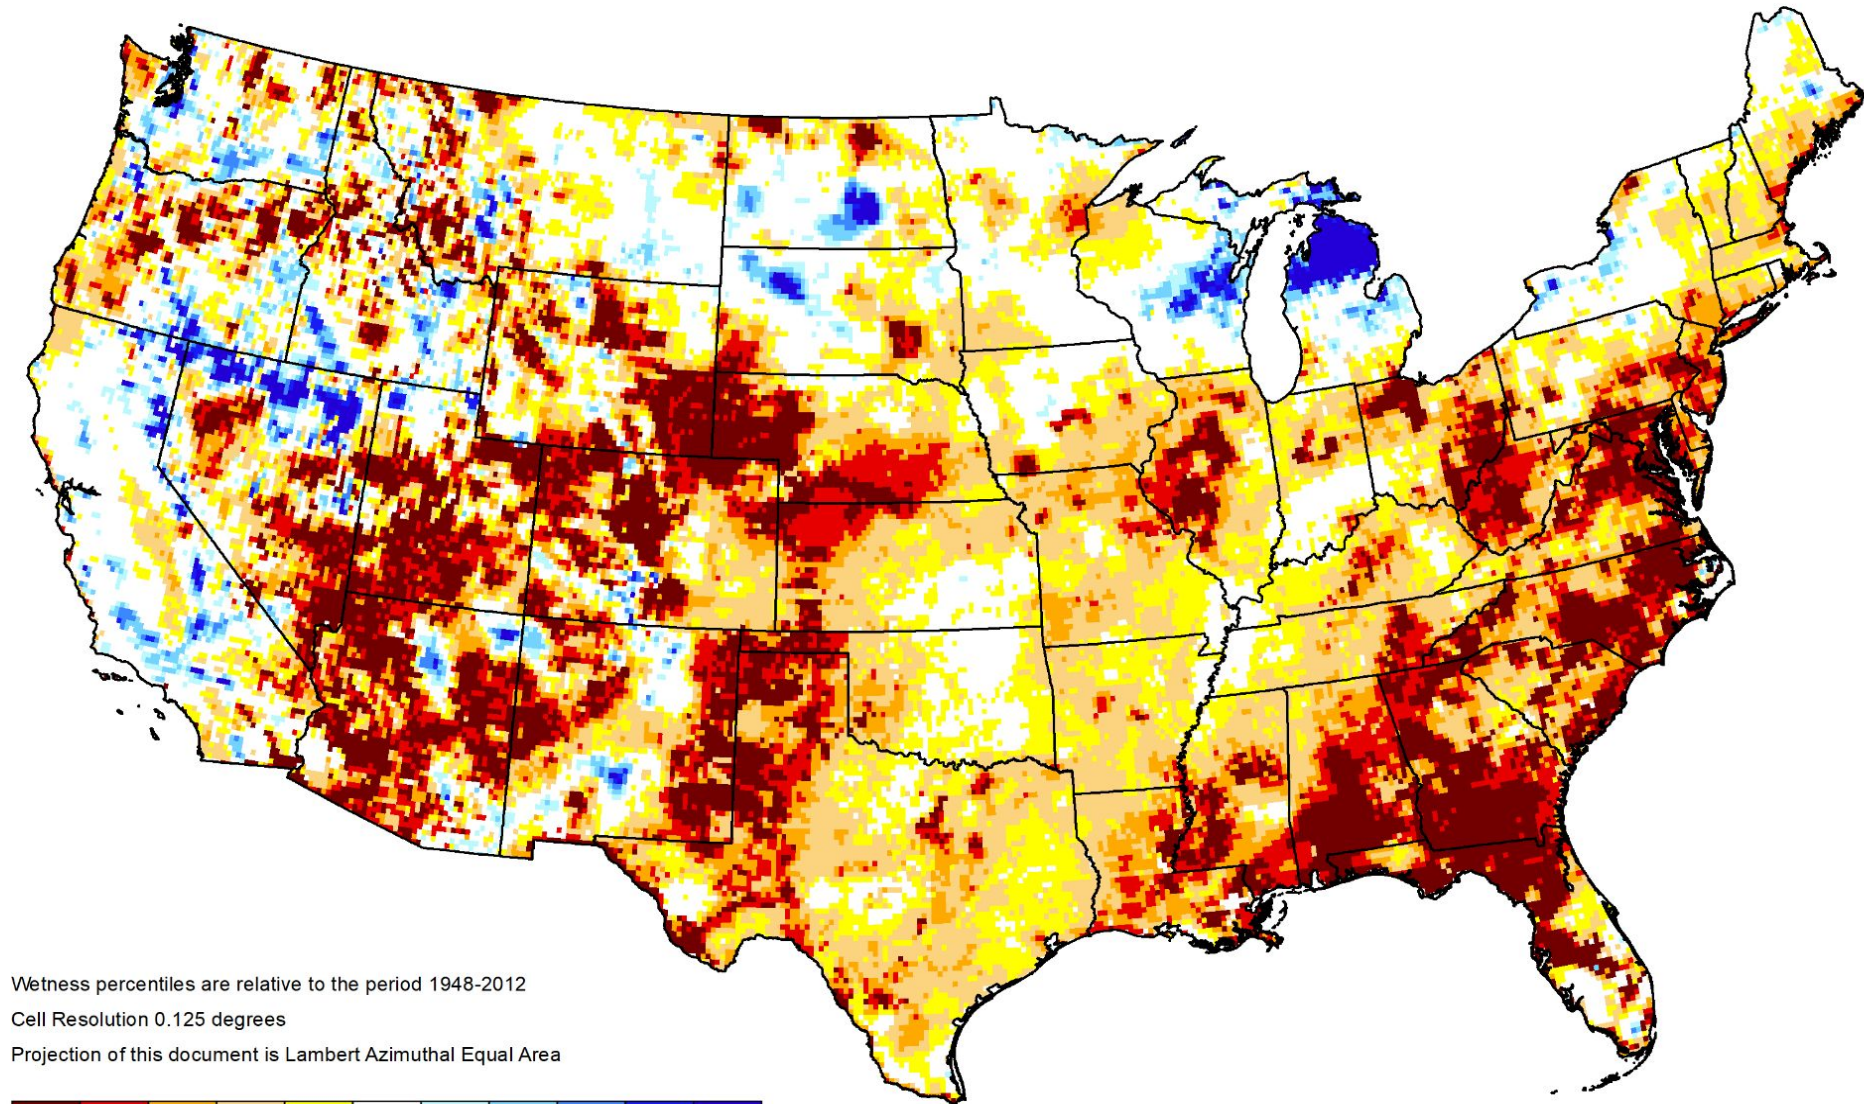 Wetness percentiles are relative to the period 1948-2012
Cell Resolution 0.125 degrees
Projection of this document is Lambert Azimuthal Equal Area